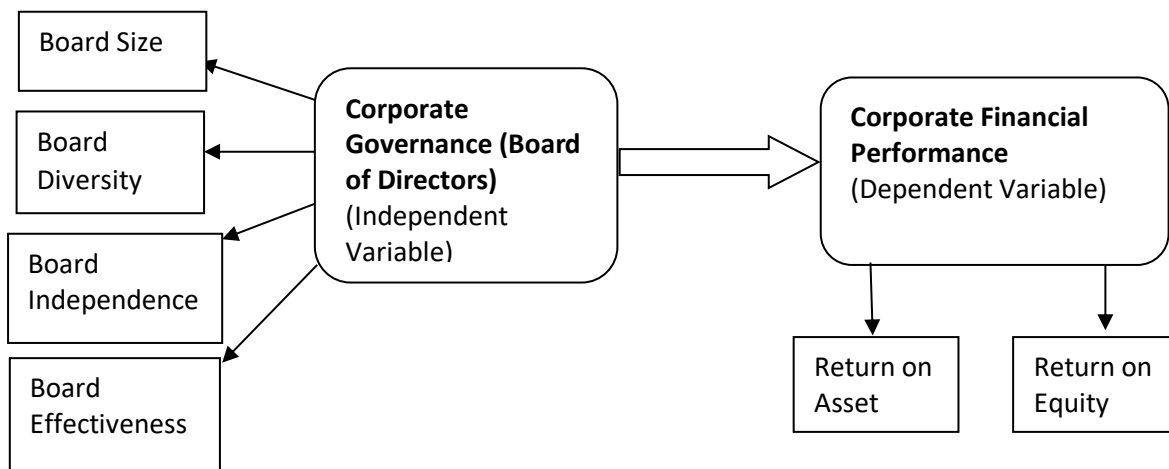 Board Size
Board
Diversity
Board
Independence
Board
Effectiveness
Corporate
Governance (Board
of Directors)
(Independent
Variable)
Corporate Financial
Performance
(Dependent Variable)
Return on
Asset
Return on
Equity